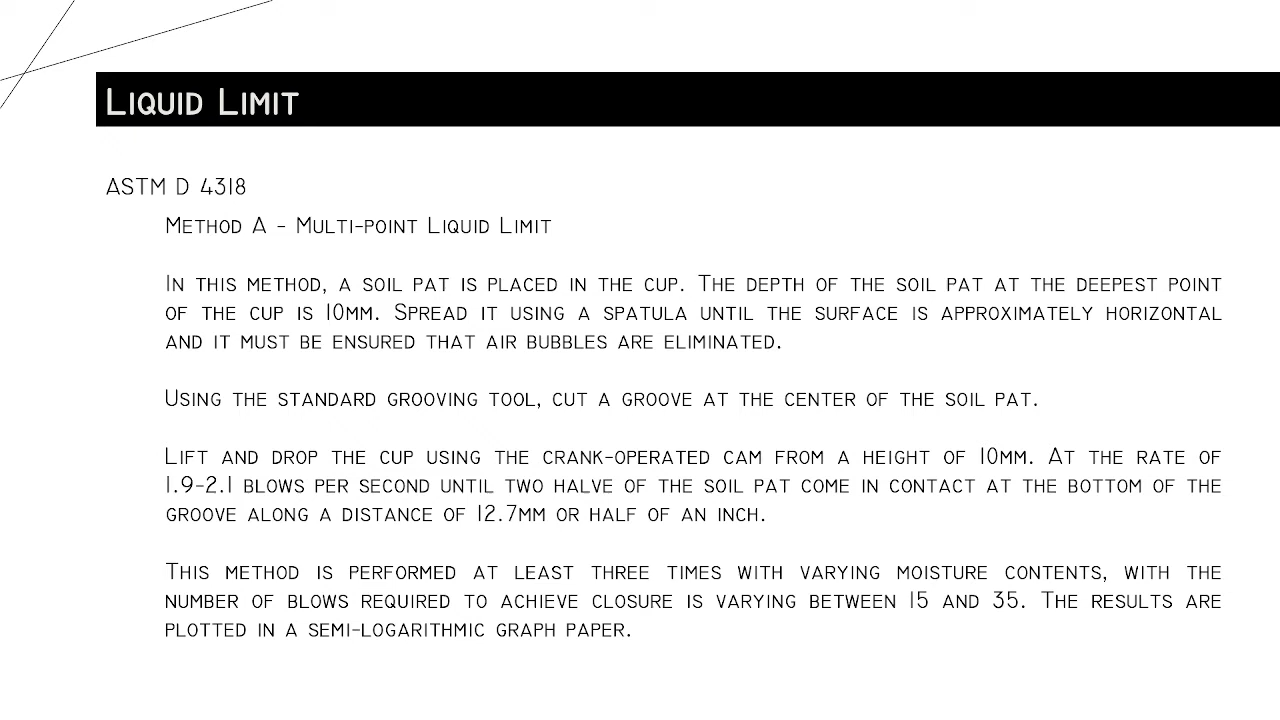 Liquid Limit
ASTM D 4318
Method A - Multi-point Liquid Limit
In this method, a soil pat is placed in the cup. The depth of the soil pat at the deepest point
of the cup is 10mm. Spread it using a spatula until the surface is approximately horizontal
and it must be ensured that air bubbles are eliminated.
Using the standard grooving tool, cut a groove at the center of the soil pat.
Lift and drop the cup using the crank-operated cam from a height of 10mm. At the rate of
1.9-2.1 blows per second until two halve of the soil pat come in contact at the bottom of the
groove along a distance of 12.7mm or half of an inch.
This method is performed at least three times with varying moisture contents, with the
number of blows required to achieve closure is varying between 15 and 35. The results are
plotted in a semi-logarithmic graph paper.